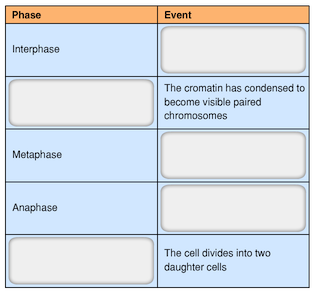 Phase Event
Interphase
The cromatin has condensed to
become visible paired
chromosomes
Metaphase
Anaphase
The cell divides into two
daughter cells